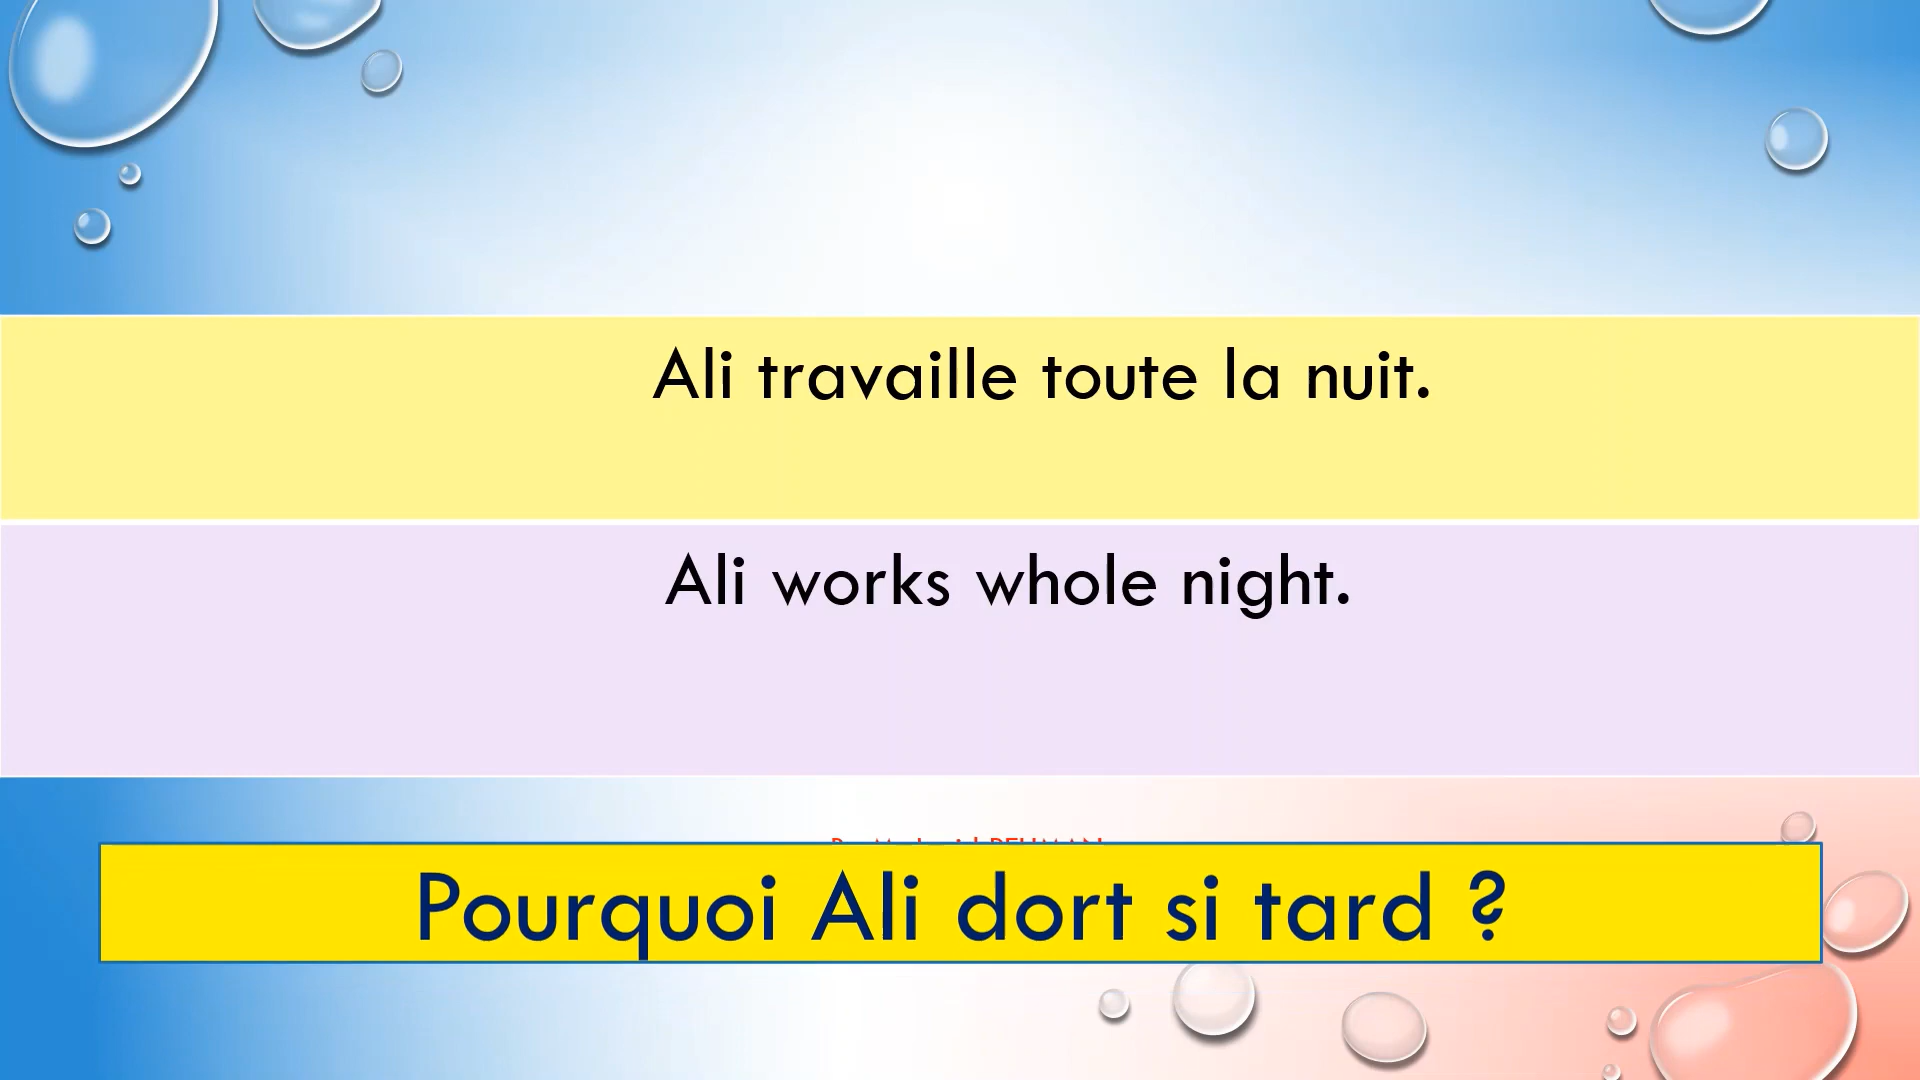 Ali travaille toute la nuit.
Ali works whole night.
Pourquoi Ali dort si tard ?